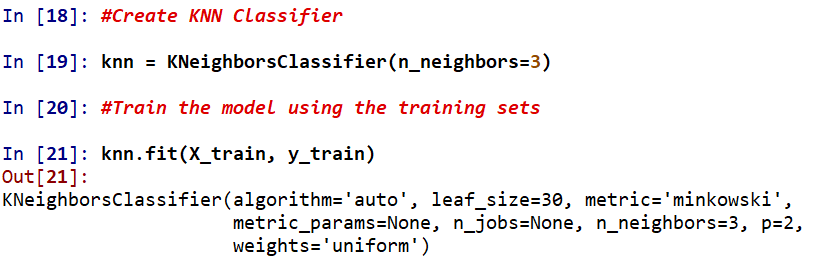 In [18]: #Create KNN Classifier
In [19]: knn = KNeighborsClassifier(n_neighbors=3)
In [20]: #Train the model using the training sets
In [21]: knn.fit(X_train, y_train)
Out[21]:
KNeighborsClassifier(algorithm='auto', leaf_size=30, metric='minkowski',
metric_params=None, n_jobs=None, n_neighbors=3, p=2,
weights='uniform')